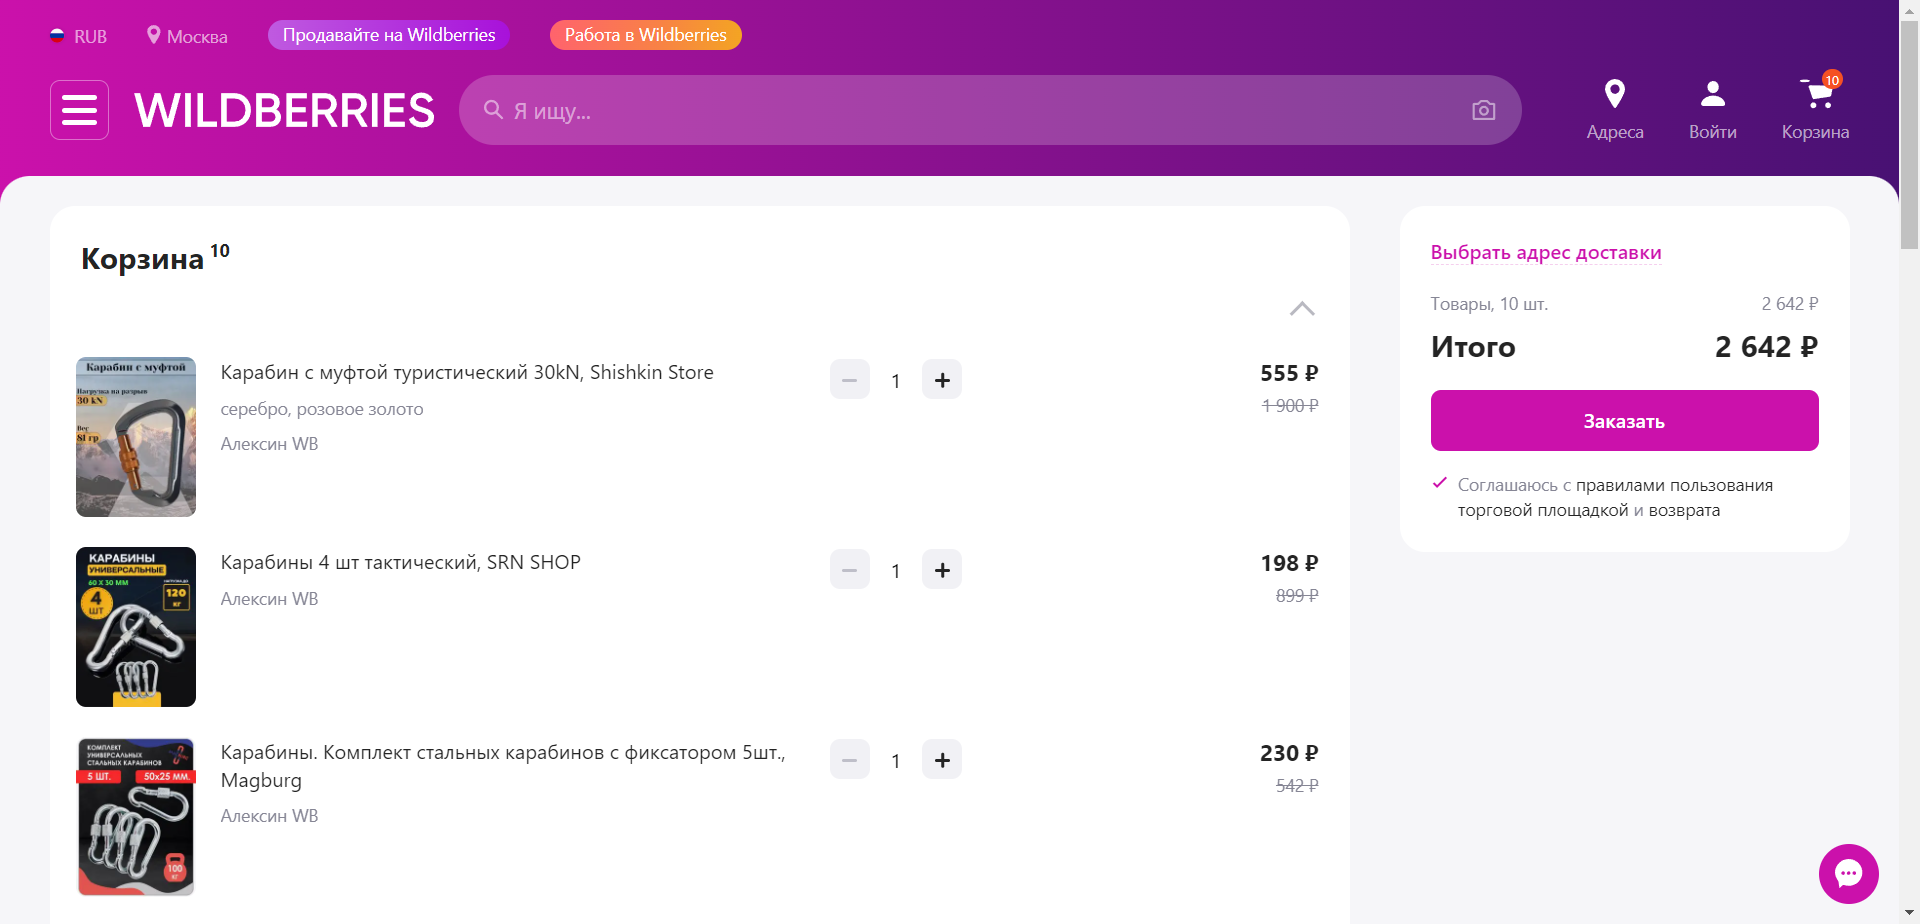 RUB
Москва
Продавайте на Wildberries
Работа в Wildberries
WILDBERRIES
Я ищу...
Адреса
Войти
10
Корзина
Корзина 10
Карабин с муфтой
Нагрузка на разрыв
30 kN
Вес
81 гр
Карабин с муфтой туристический 30kN, Shishkin Store
серебро, розовое золото
Алексин WB
1
555 ₽
1 900 ₽
КАРАБИНЫ
УНИВЕРСАЛЬНЫЕ
60 X 30 ММ
4
ШТ
120
КГ
Карабины 4 шт тактический, SRN SHOP
Алексин WB
1
198 ₽
899 ₽
КОМПЛЕКТ
УНИВЕРСАЛЬНЫХ
СТАЛЬНЫХ КАРАБИНОВ
5 ШТ.
50х25 ММ.
100
КГ
Карабины. Комплект стальных карабинов с фиксатором 5шт.,
Magburg
Алексин WB
1
230 ₽
542 ₽
Выбрать адрес доставки
Товары, 10 шт.
2 642 ₽
Итого
2 642 ₽
Заказать
Соглашаюсь с правилами пользования
торговой площадкой и возврата